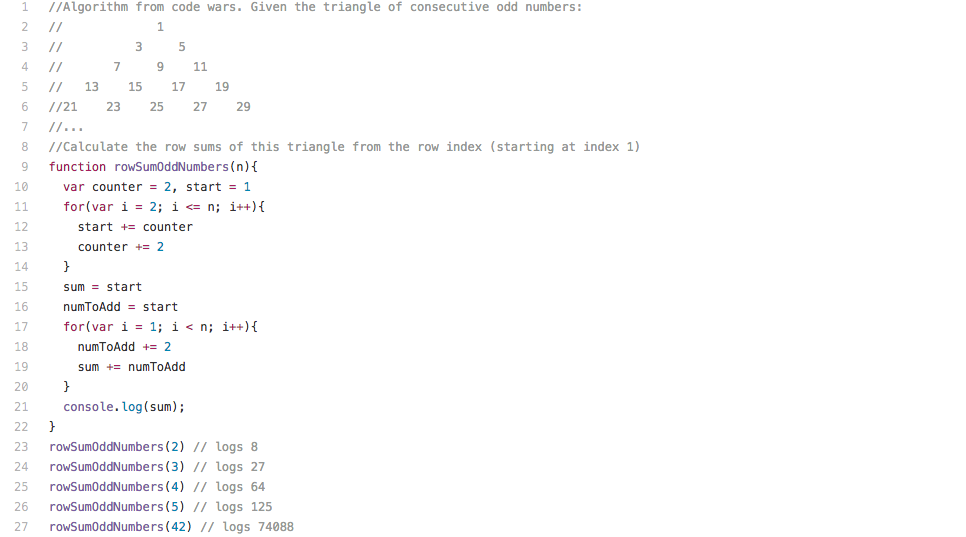 1 //Algorithm from code wars. Given the triangle of consecutive odd numbers:
2 //             1
3 //          3     5
4 //       7     9    11
5 //   13    15    17    19
6 //21    23    25    27    29
7 //...
8 //Calculate the row sums of this triangle from the row index (starting at index 1)
9 function rowSumOddNumbers(n){
10   var counter = 2, start = 1
11   for(var i = 2; i <= n; i++){
12     start += counter
13     counter += 2
14   }
15   sum = start
16   numToAdd = start
17   for(var i = 1; i < n; i++){
18     numToAdd += 2
19     sum += numToAdd
20   }
21   console.log(sum);
22 }
23 rowSumOddNumbers(2) // logs 8
24 rowSumOddNumbers(3) // logs 27
25 rowSumOddNumbers(4) // logs 64
26 rowSumOddNumbers(5) // logs 125
27 rowSumOddNumbers(42) // logs 74088